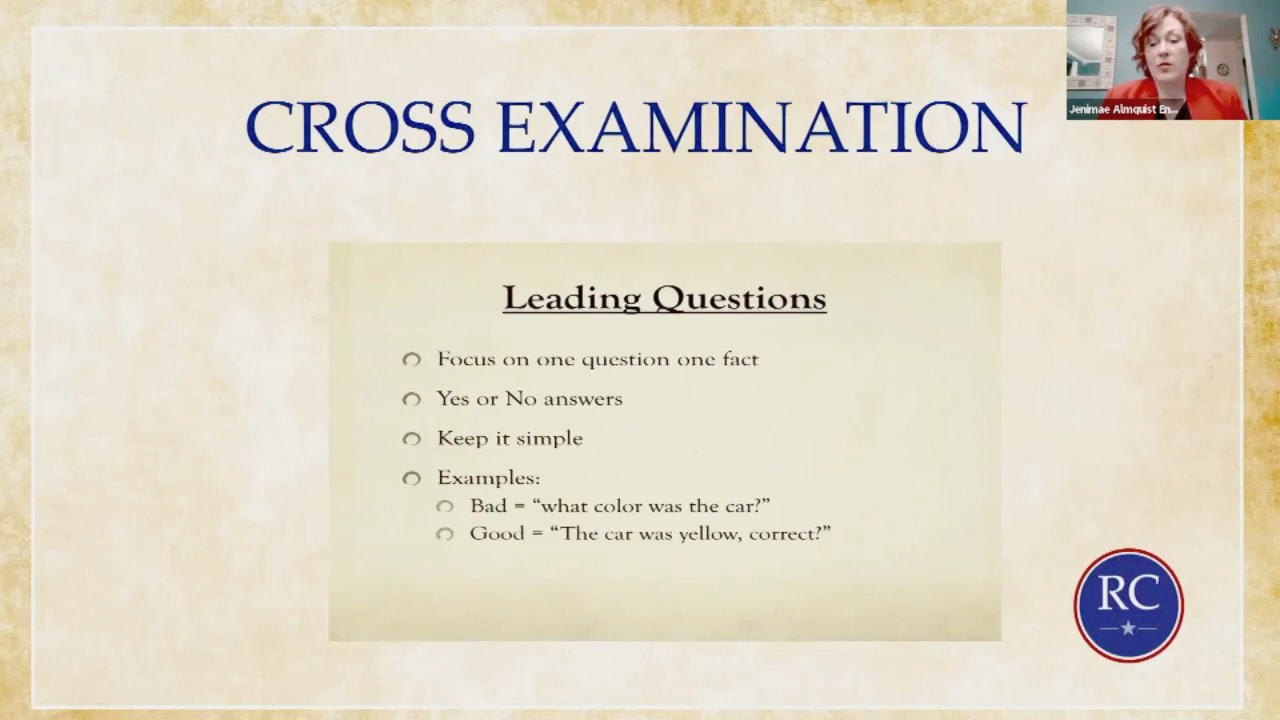 CROSS EXAMINATION
Jenimae Almquist En...
Leading Questions
Focus on one question one fact
Yes or No answers
Keep it simple
Examples:
Bad = “what color was the car?”
Good = “The car was yellow, correct?”
RC